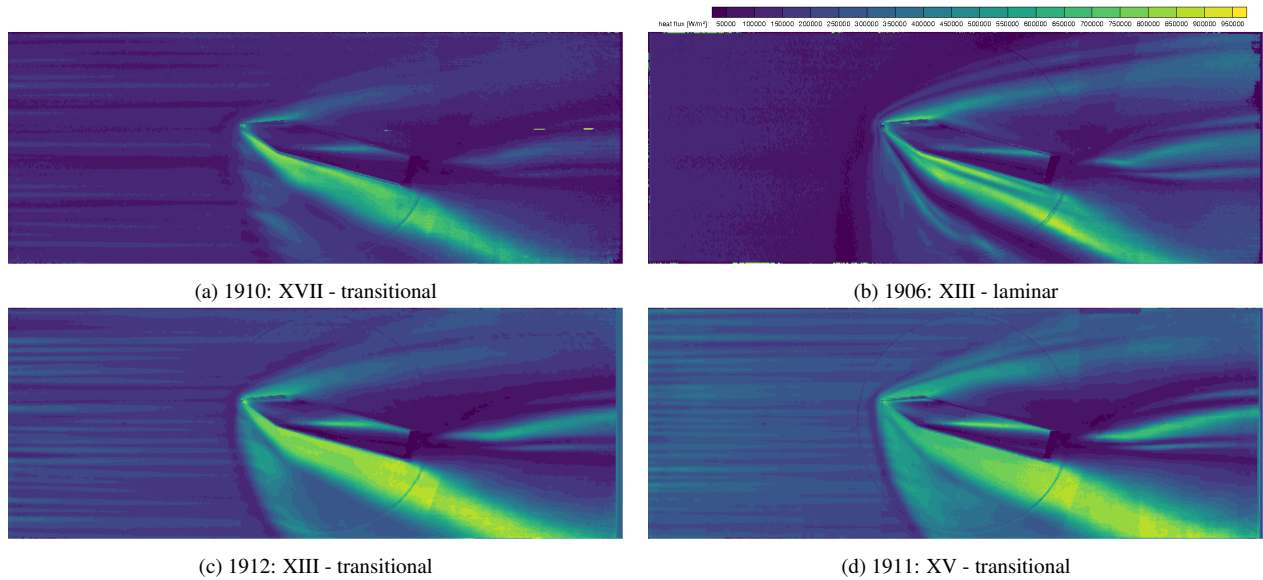 heat flux [W/m²]: 50000 100000 150000 200000 250000 300000 350000 400000 450000 500000 550000 600000 650000 700000 750000 800000 850000 900000 950000
(a) 1910: XVII - transitional
(b) 1906: XIII - laminar
(c) 1912: XIII - transitional
(d) 1911: XV - transitional